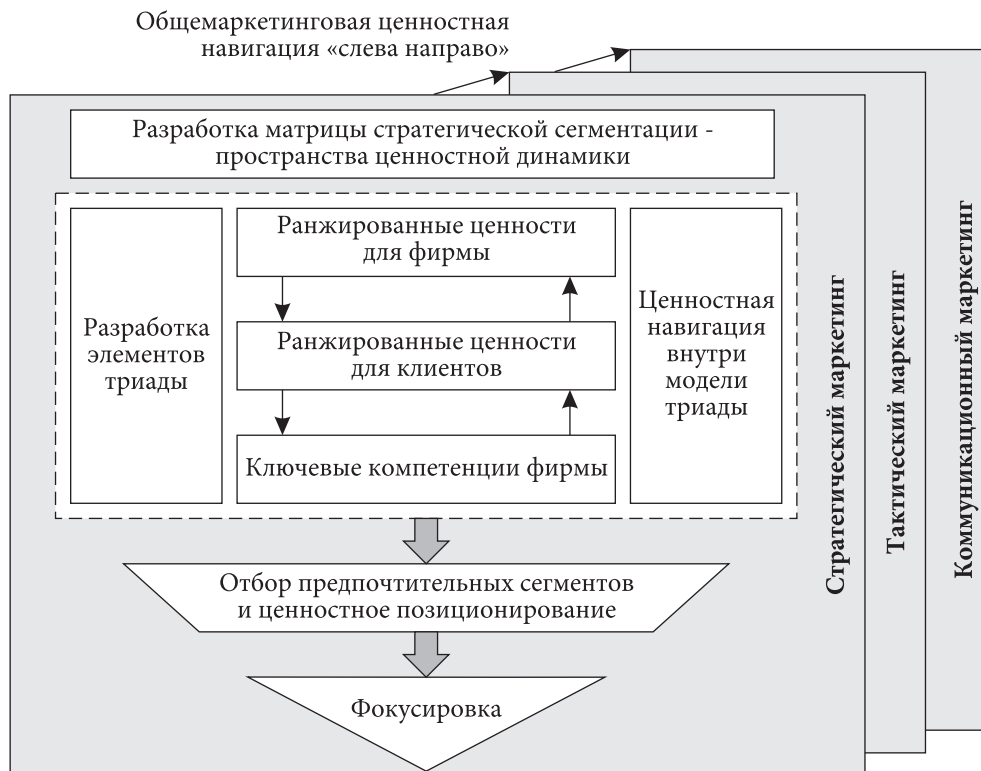 Общемаркетинговая ценностная
навигация «слева направо»
Разработка матрицы стратегической сегментации -
пространства ценностной динамики
Разработка
элементов
триады
Ранжированные ценности
для фирмы
Ранжированные ценности
для клиентов
Ключевые компетенции фирмы
Ценностная
навигация
внутри
модели
триады
Отбор предпочтительных сегментов
и ценностное позиционирование
Фокусировка
Стратегический маркетинг
Тактический маркетинг
Коммуникационный маркетинг